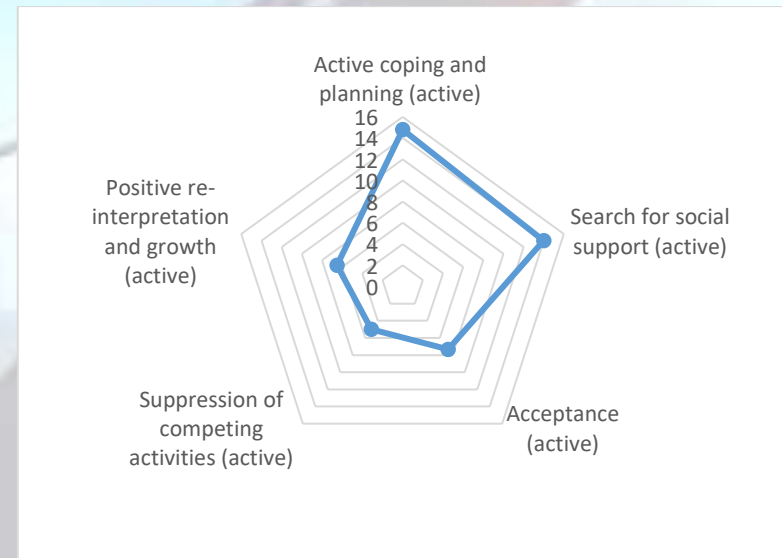 Active coping and
planning (active)
16
14
12
10
8
6
4
2
0
Search for social
support (active)
Acceptance
(active)
Suppression of
competing
activities (active)
Positive re-
interpretation
and growth
(active)